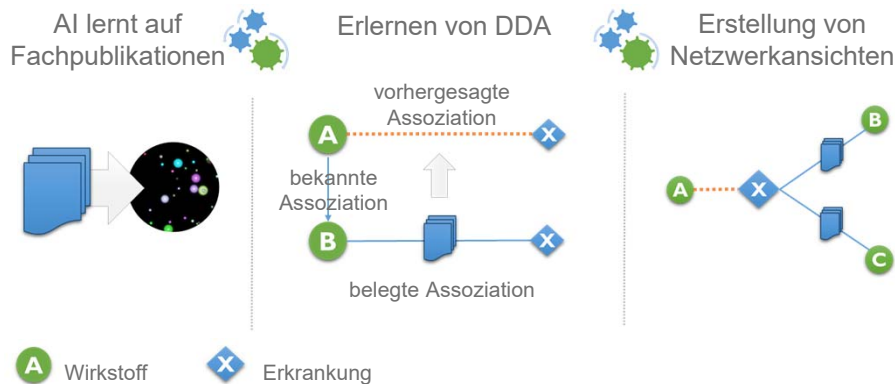 AI lernt auf
Fachpublikationen
Erlernen von DDA
Erstellung von
Netzwerkansichten
vorhergesagte
Assoziation
A
X
bekannte
Assoziation
B
X
belegte Assoziation
B
A
X
C
A Wirkstoff
X Erkrankung